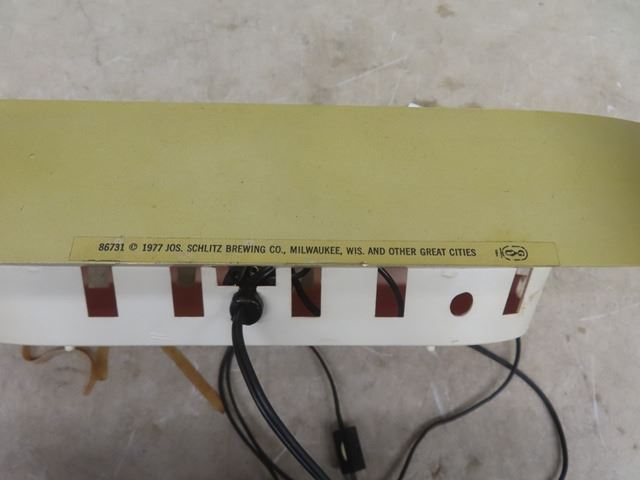 86731 © 1977 JOS. SCHLITZ BREWING CO., MILWAUKEE, WIS. AND OTHER GREAT CITIES